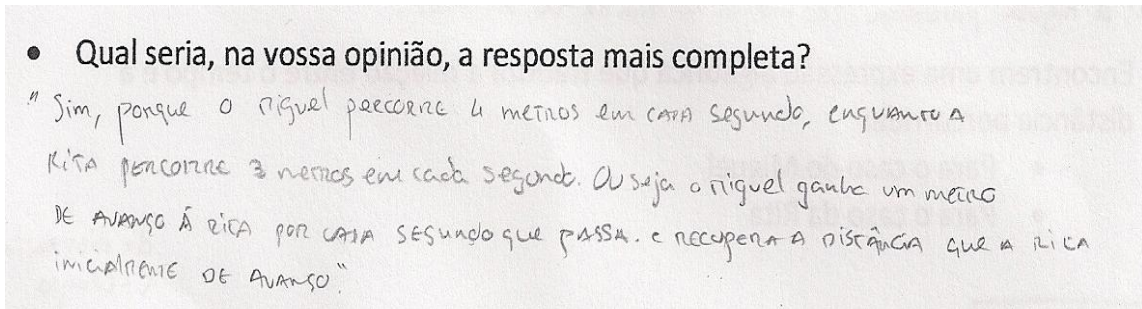 • Qual seria, na vossa opinião, a resposta mais completa?
"Sim, porque o Miguel percorre 4 metros em cada segundo, enquanto a
Rita percorre 3 metros em cada segundo. Ou seja o Miguel ganha um metro
de avanço à Rita por cada segundo que passa. e recupera a distância que a Rita
inicialmente de avanço"